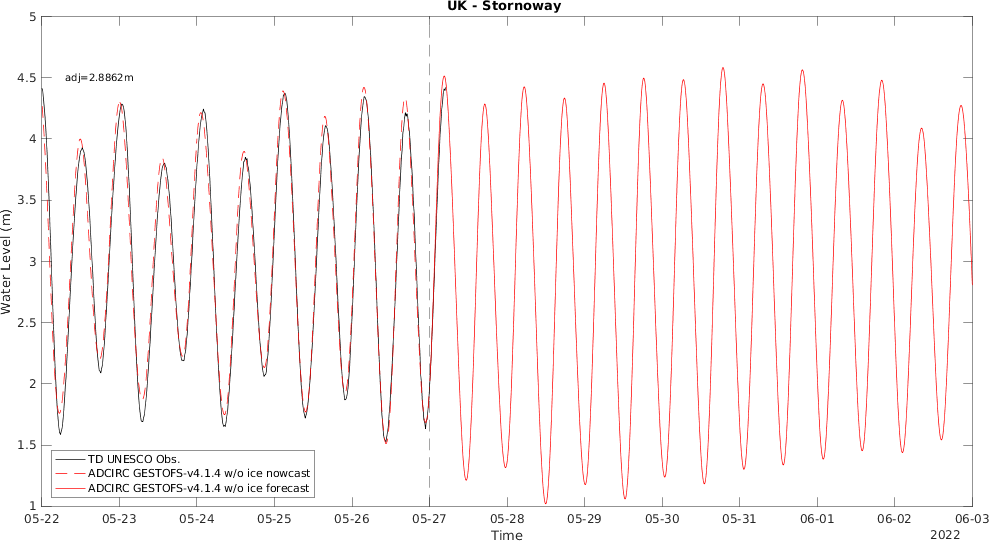 UK - Stornoway
5
4.5
4
3.5
3
2.5
2
1.5
1
Water Level (m)
adj=2.8862m
TD UNESCO Obs.
ADCIRC GESTOFS-v4.1.4 w/o ice nowcast
ADCIRC GESTOFS-v4.1.4 w/o ice forecast
05-22 05-23 05-24 05-25 05-26 05-27 05-28 05-29 05-30 05-31 06-01 06-02 06-03
Time
2022